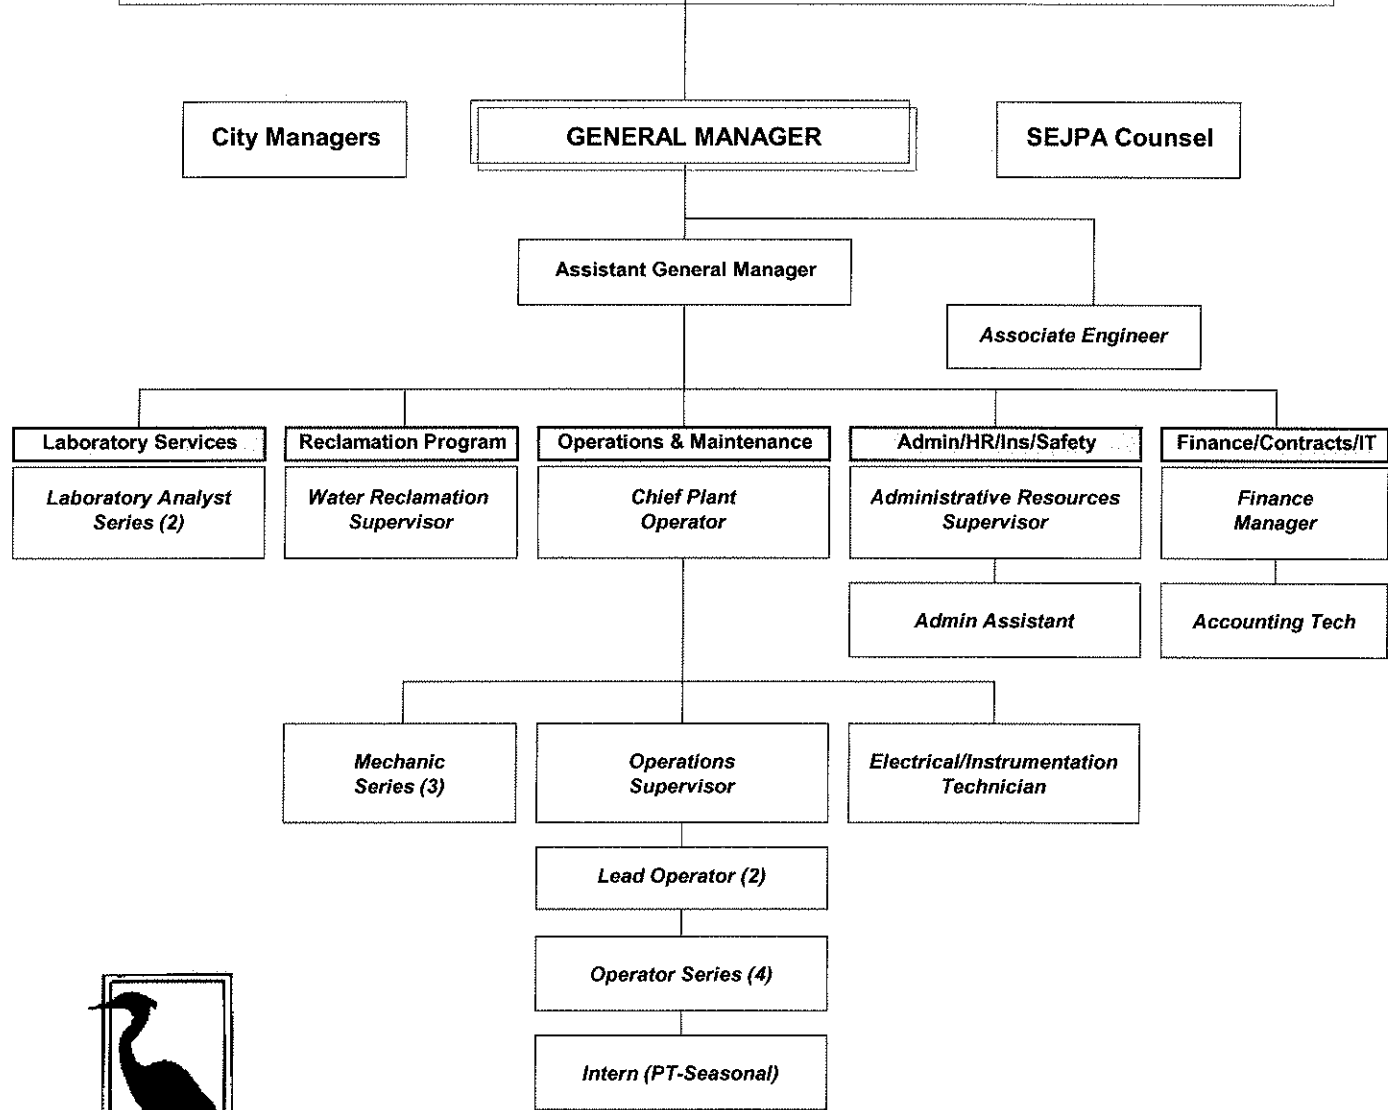 City Managers
GENERAL MANAGER
SEJPA Counsel
Assistant General Manager
Associate Engineer
Laboratory Services
Reclamation Program
Operations & Maintenance
Admin/HR/Ins/Safety
Finance/Contracts/IT
Laboratory Analyst
Series (2)
Water Reclamation
Supervisor
Chief Plant
Operator
Administrative Resources
Supervisor
Finance
Manager
Admin Assistant
Accounting Tech
Mechanic
Series (3)
Operations
Supervisor
Electrical/Instrumentation
Technician
Lead Operator (2)
Operator Series (4)
Intern (PT-Seasonal)